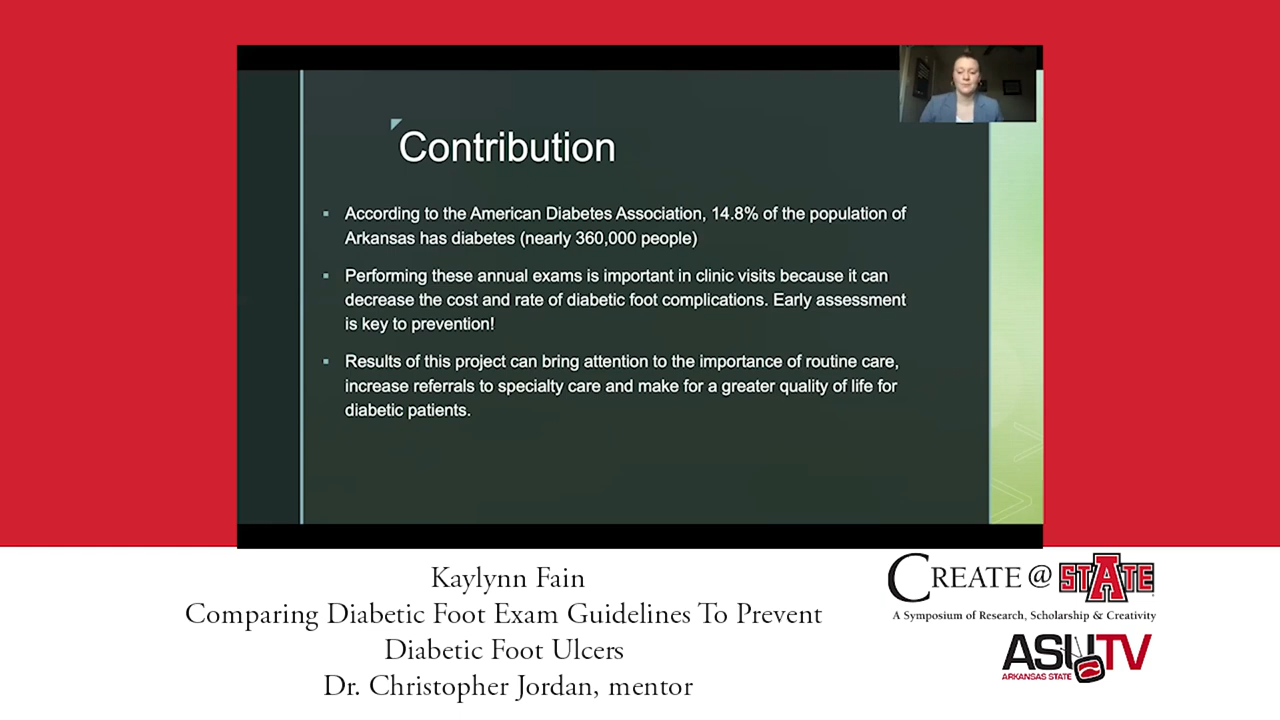 Contribution
▪ According to the American Diabetes Association, 14.8% of the population of
Arkansas has diabetes (nearly 360,000 people)
▪ Performing these annual exams is important in clinic visits because it can
decrease the cost and rate of diabetic foot complications. Early assessment
is key to prevention!
▪ Results of this project can bring attention to the importance of routine care,
increase referrals to specialty care and make for a greater quality of life for
diabetic patients.
Kaylynn Fain
Comparing Diabetic Foot Exam Guidelines To Prevent
Diabetic Foot Ulcers
Dr. Christopher Jordan, mentor
CREATE @ STATE
A Symposium of Research, Scholarship & Creativity
ASUTV
ARKANSAS STATE